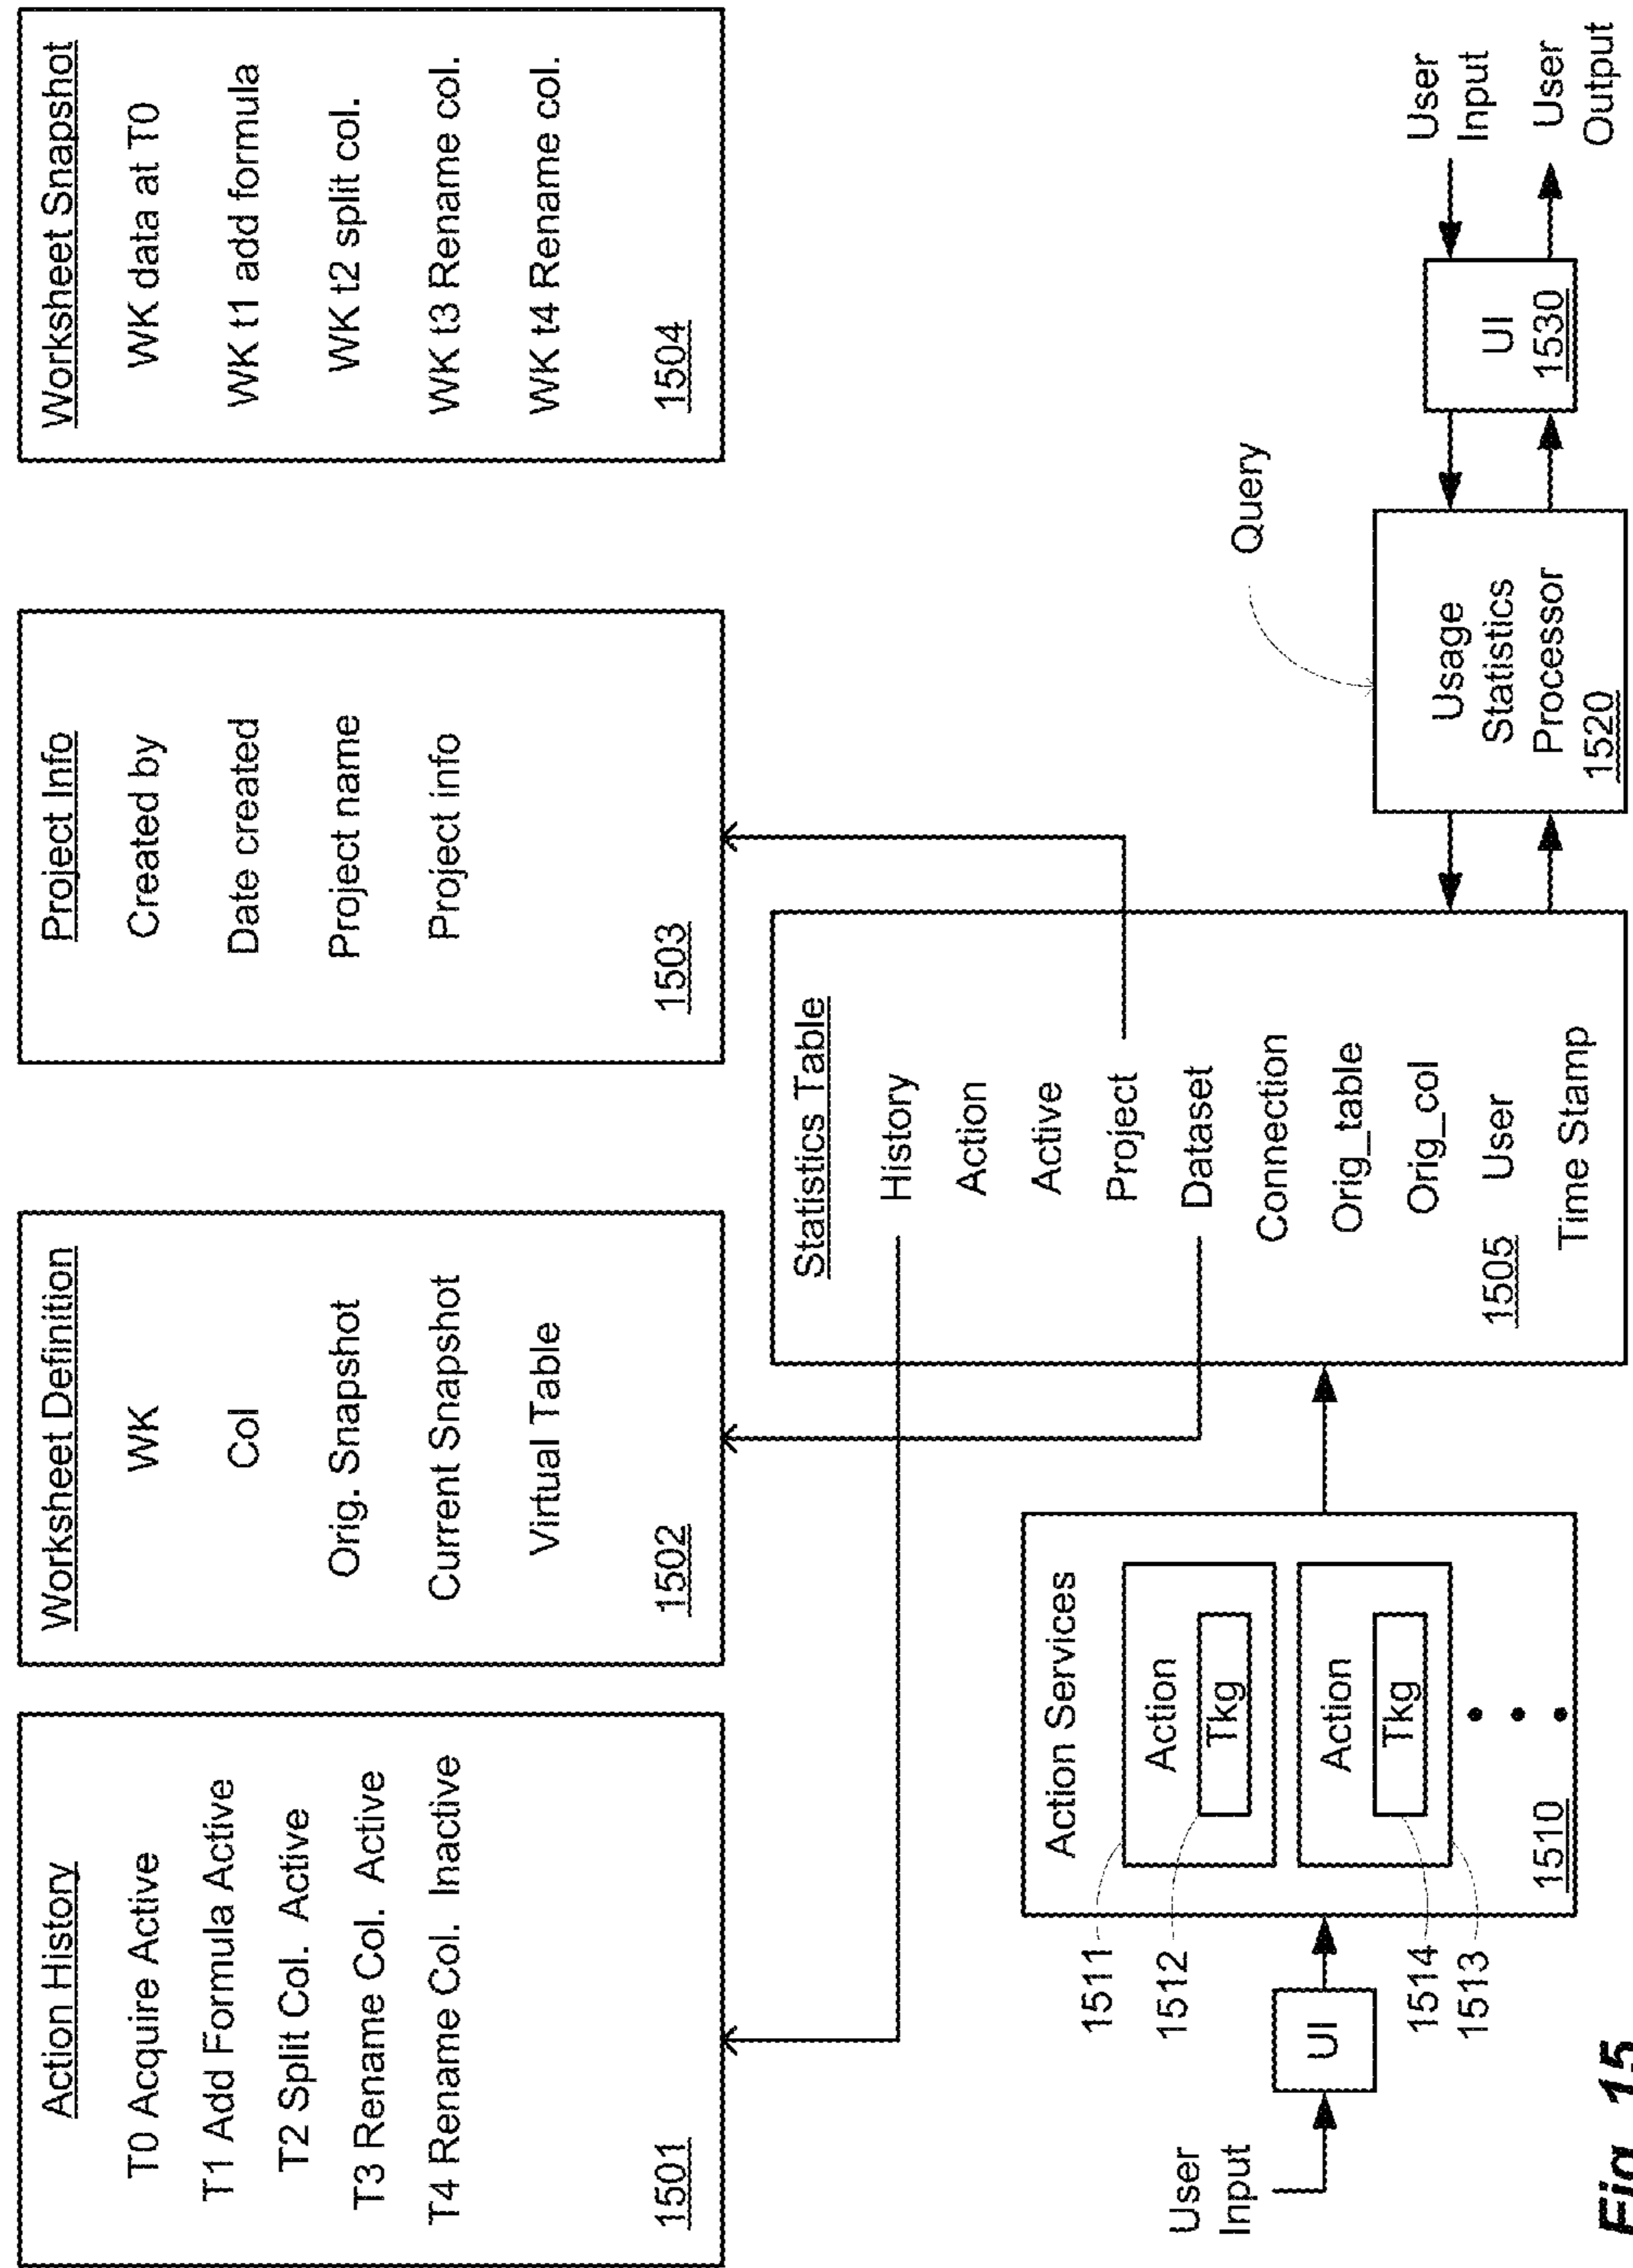 Action History
T0 Acquire Active
T1 Add Formula Active
T2 Split Col. Active
T3 Rename Col. Active
T4 Rename Col. Inactive
1501
Worksheet Definition
WK
Col
Orig. Snapshot
Current Snapshot
Virtual Table
1502
Project Info
Created by
Date created
Project name
Project info
1503
Worksheet Snapshot
WK data at T0
WK t1 add formula
WK t2 split col.
WK t3 Rename col.
WK t4 Rename col.
1504
User
Input
UI
1511
1512
1514
1513
Action Services
Action
Tkg
Action
Tkg
1510
Statistics Table
History
Action
Active
Project
Dataset
Connection
Orig_table
Orig_col
1505 User
Time Stamp
Query
Usage
Statistics
Processor
1520
UI
1530
User
Input
User
Output
Fig. 15